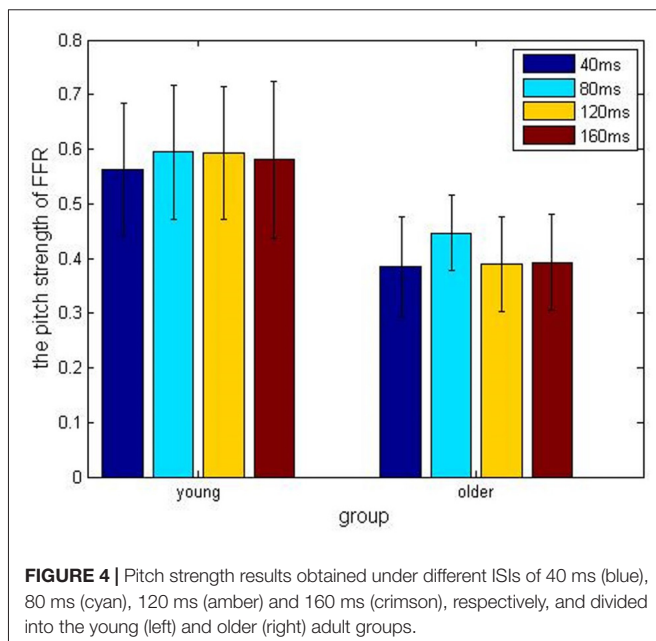 0.8
0.7
0.6
0.5
0.4
0.3
0.2
0.1
0
the pitch strength of FFR
40ms
80ms
120ms
160ms
young
older
group
FIGURE 4 | Pitch strength results obtained under different ISIs of 40 ms (blue),
80 ms (cyan), 120 ms (amber) and 160 ms (crimson), respectively, and divided
into the young (left) and older (right) adult groups.